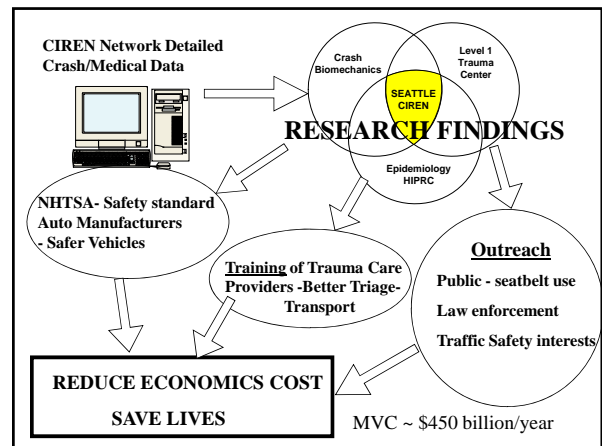 CIREN Network Detailed
Crash/Medical Data
Crash
Biomechanics
Level 1
Trauma
Center
SEATTLE
CIREN
RESEARCH FINDINGS
Epidemiology
HIPRC
NHTSA- Safety standard
Auto Manufacturers
- Safer Vehicles
Training of Trauma Care
Providers -Better Triage-
Transport
Outreach
Public - seatbelt use
Law enforcement
Traffic Safety interests
REDUCE ECONOMICS COST
SAVE LIVES
MVC ~ $450 billion/year